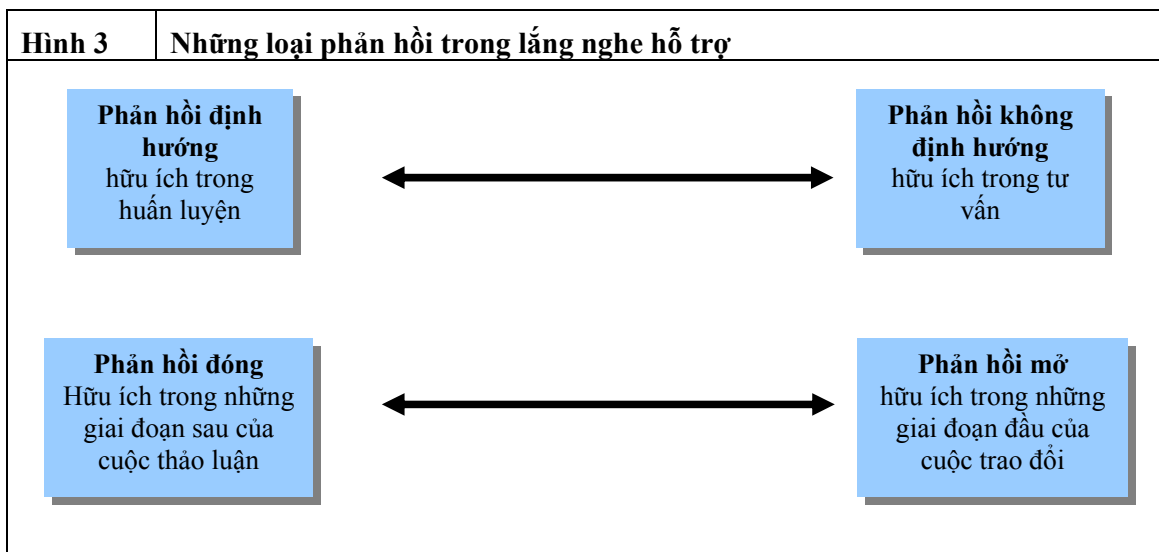 Hình 3 Những loại phản hồi trong lắng nghe hỗ trợ
Phản hồi định
hướng
hữu ích trong
huấn luyện
Phản hồi không
định hướng
hữu ích trong tư
vấn
Phản hồi đóng
Hữu ích trong những
giai đoạn sau của
cuộc thảo luận
Phản hồi mở
hữu ích trong những
giai đoạn đầu của
cuộc trao đổi